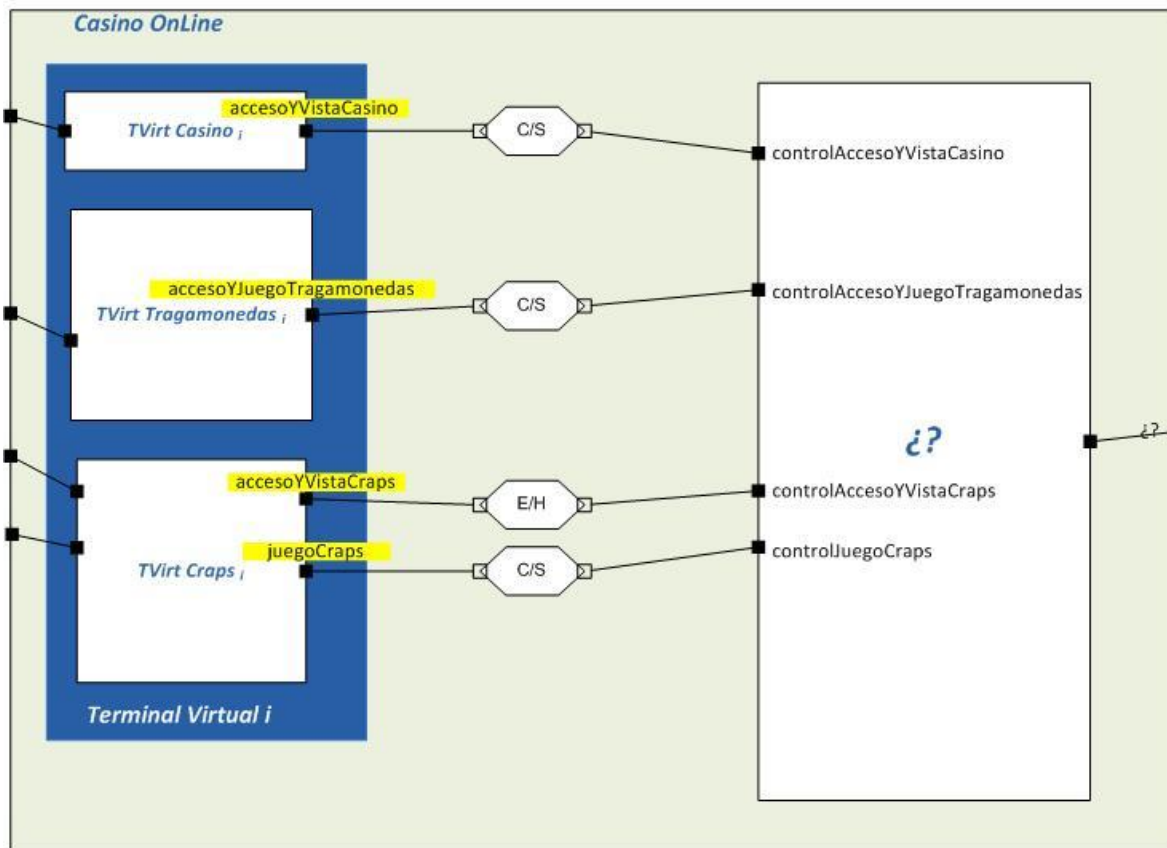 Casino OnLine
accesoYVistaCasino
TVirt Casino i
C/S
controlAccesoYVistaCasino
accesoYJuegoTragamonedas
TVirt Tragamonedas i
C/S
controlAccesoYJuegoTragamonedas
¿?
¿?
accesoYVistaCraps
E/H
controlAccesoYVistaCraps
juegoCraps
C/S
controlJuegoCraps
TVirt Craps i
Terminal Virtual i